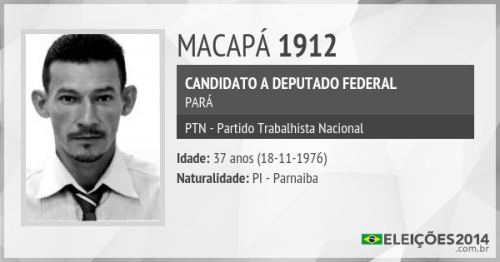 MACAPÁ 1912
CANDIDATO A DEPUTADO FEDERAL
PARÁ
PTN - Partido Trabalhista Nacional
Idade: 37 anos (18-11-1976)
Naturalidade: PI - Parnaiba
ELEIÇÕES2014
.com.br